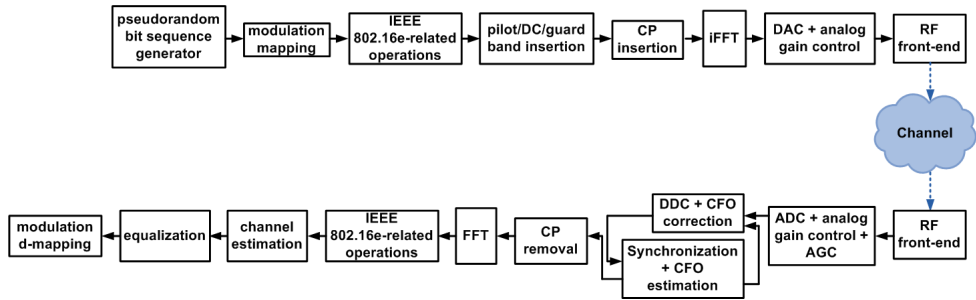 pseudorandom
bit sequence
generator
modulation
mapping
IEEE
802.16e-related
operations
pilot/DC/guard
band insertion
CP
insertion
iFFT
DAC + analog
gain control
RF
front-end
Channel
modulation
d-mapping
equalization
channel
estimation
IEEE
802.16e-related
operations
FFT
CP
removal
DDC + CFO
correction
Synchronization
+ CFO
estimation
ADC + analog
gain control +
AGC
RF
front-end